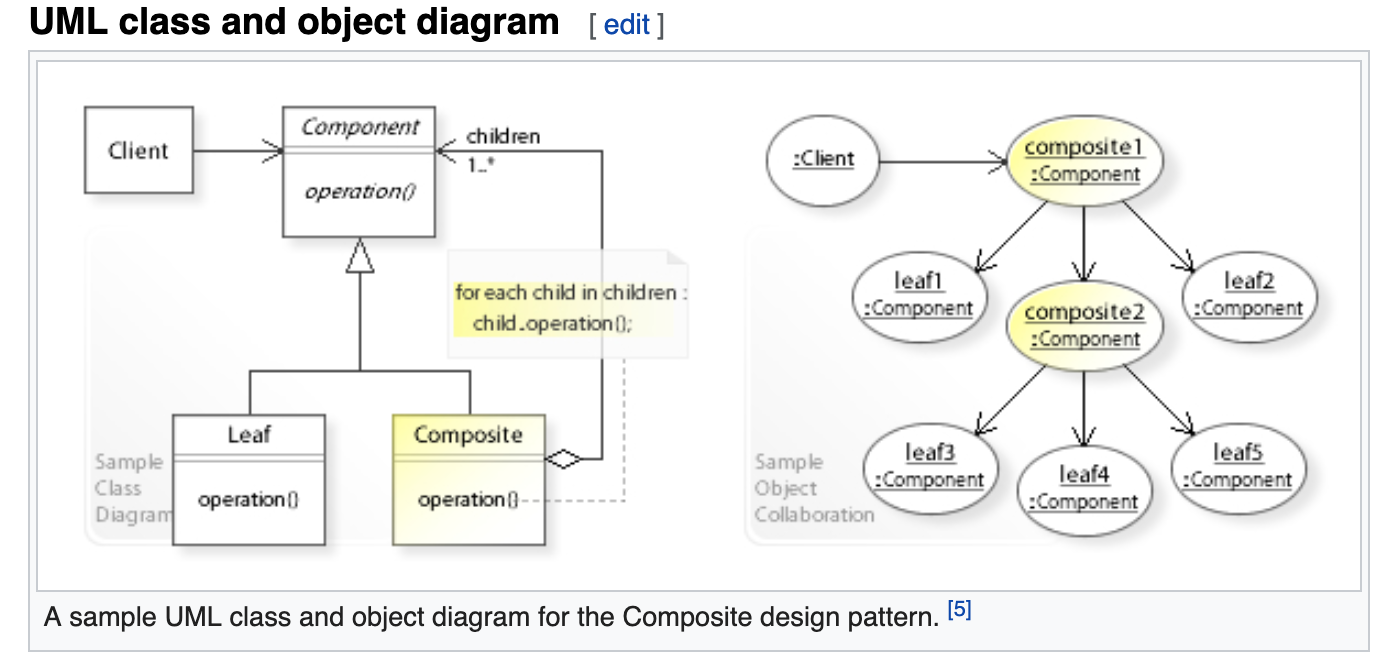 UML class and object diagram [ edit ]
Client
Component
operation()
children
1..*
for each child in children :
child.operation();
Leaf
operation()
Composite
operation()
Sample
Class
Diagram
:Client
composite1
:Component
leaf1
:Component
composite2
:Component
leaf2
:Component
leaf3
:Component
leaf4
:Component
leaf5
:Component
Sample
Object
Collaboration
A sample UML class and object diagram for the Composite design pattern. [5]